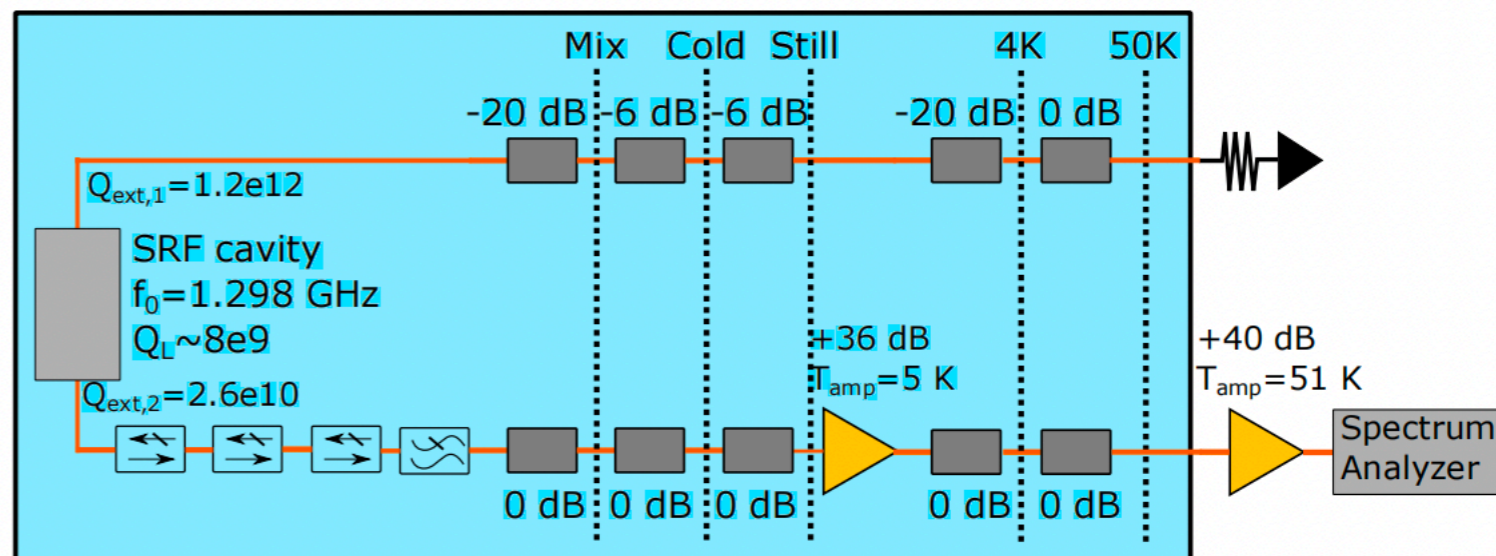 Mix Cold Still 4K 50K
-20 dB -6 dB -6 dB -20 dB 0 dB
Qext,1=1.2e12
SRF cavity
f0=1.298 GHz
QL~8e9
Qext,2=2.6e10
+36 dB
Tamp=5 K
+40 dB
Tamp=51 K
Spectrum
Analyzer
0 dB 0 dB 0 dB 0 dB 0 dB